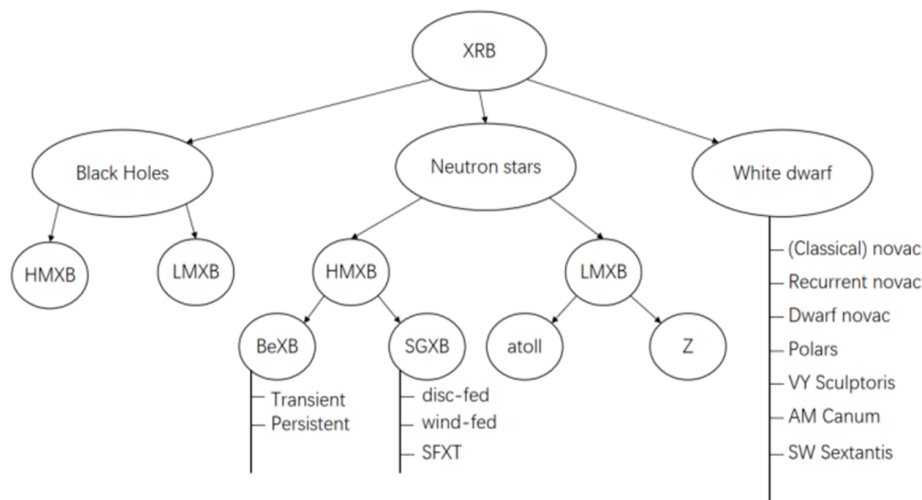 XRB
Black Holes
Neutron stars
White dwarf
HMXB
LMXB
HMXB
LMXB
BeXB
SGXB
atoll
Z
Transient
Persistent
disc-fed
wind-fed
SFXT
(Classical) novac
Recurrent novac
Dwarf novac
Polars
VY Sculptoris
AM Canum
SW Sextantis